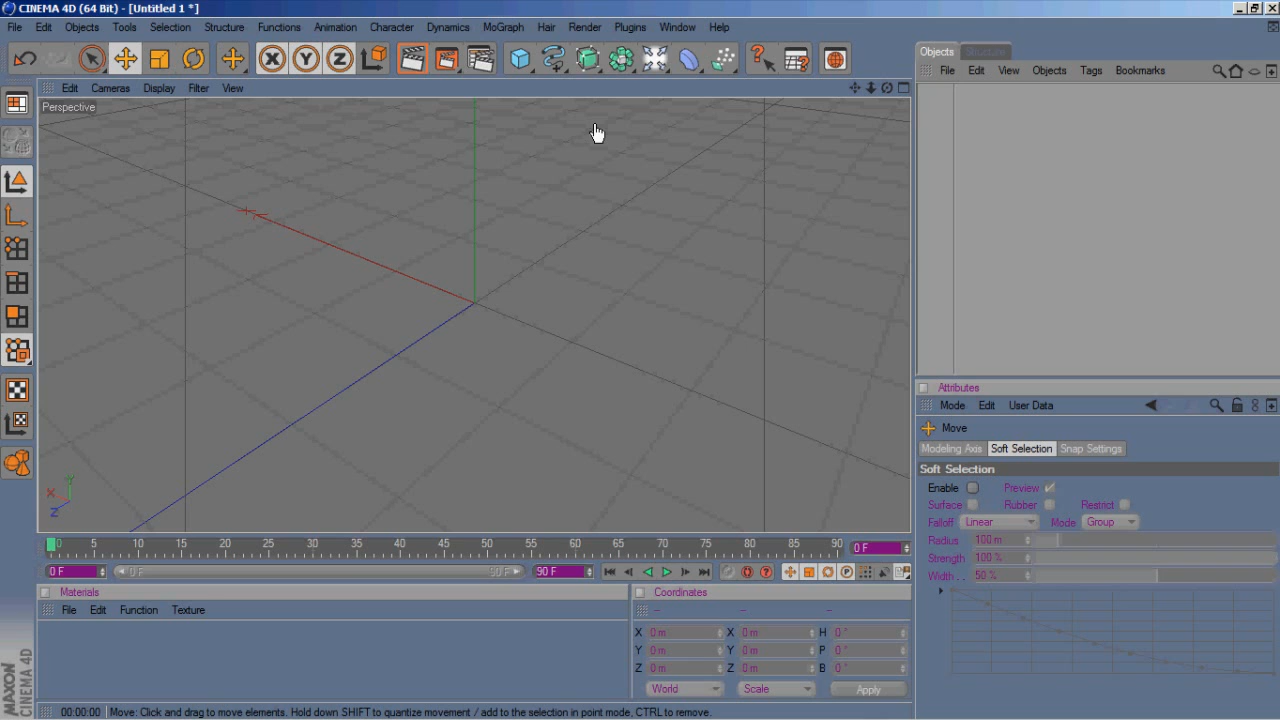 CINEMA 4D (64 Bit) - [Untitled 1 *]
File Edit Objects Tools Selection Structure Functions Animation Character Dynamics MoGraph Hair Render Plugins Window Help
X Y Z
Objects Structure
File Edit View Objects Tags Bookmarks
Edit Cameras Display Filter View
Perspective
Y
X
Z
Attributes
Mode Edit User Data
Move
Modeling Axis Soft Selection Snap Settings
Soft Selection
Enable Preview
Surface Rubber Restrict
Falloff Linear Mode Group
Radius 100 m
Strength 100 %
Width . . 50 %
0 5 10 15 20 25 30 35 40 45 50 55 60 65 70 75 80 85 90 0 F
0 F 0 F 90 F 90 F
Materials
File Edit Function Texture
Coordinates
-- -- --
X 0 m X 0 m H 0 °
Y 0 m Y 0 m P 0 °
Z 0 m Z 0 m B 0 °
World Scale Apply
MAXON
CINEMA 4D
00:00:00 Move: Click and drag to move elements. Hold down SHIFT to quantize movement / add to the selection in point mode, CTRL to remove.